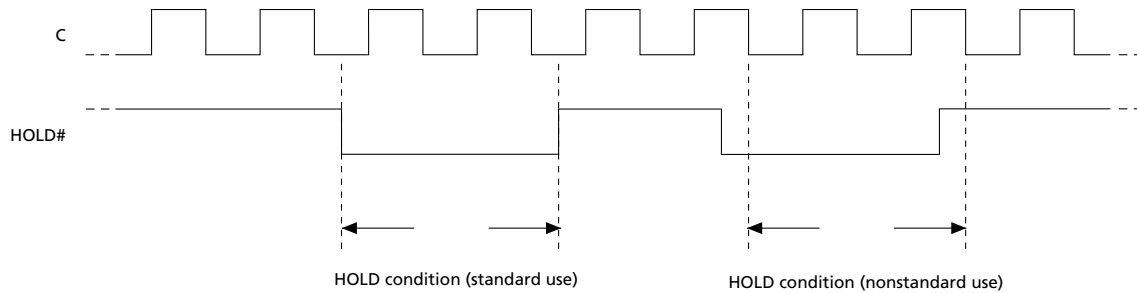 C
HOLD#
HOLD condition (standard use)
HOLD condition (nonstandard use)